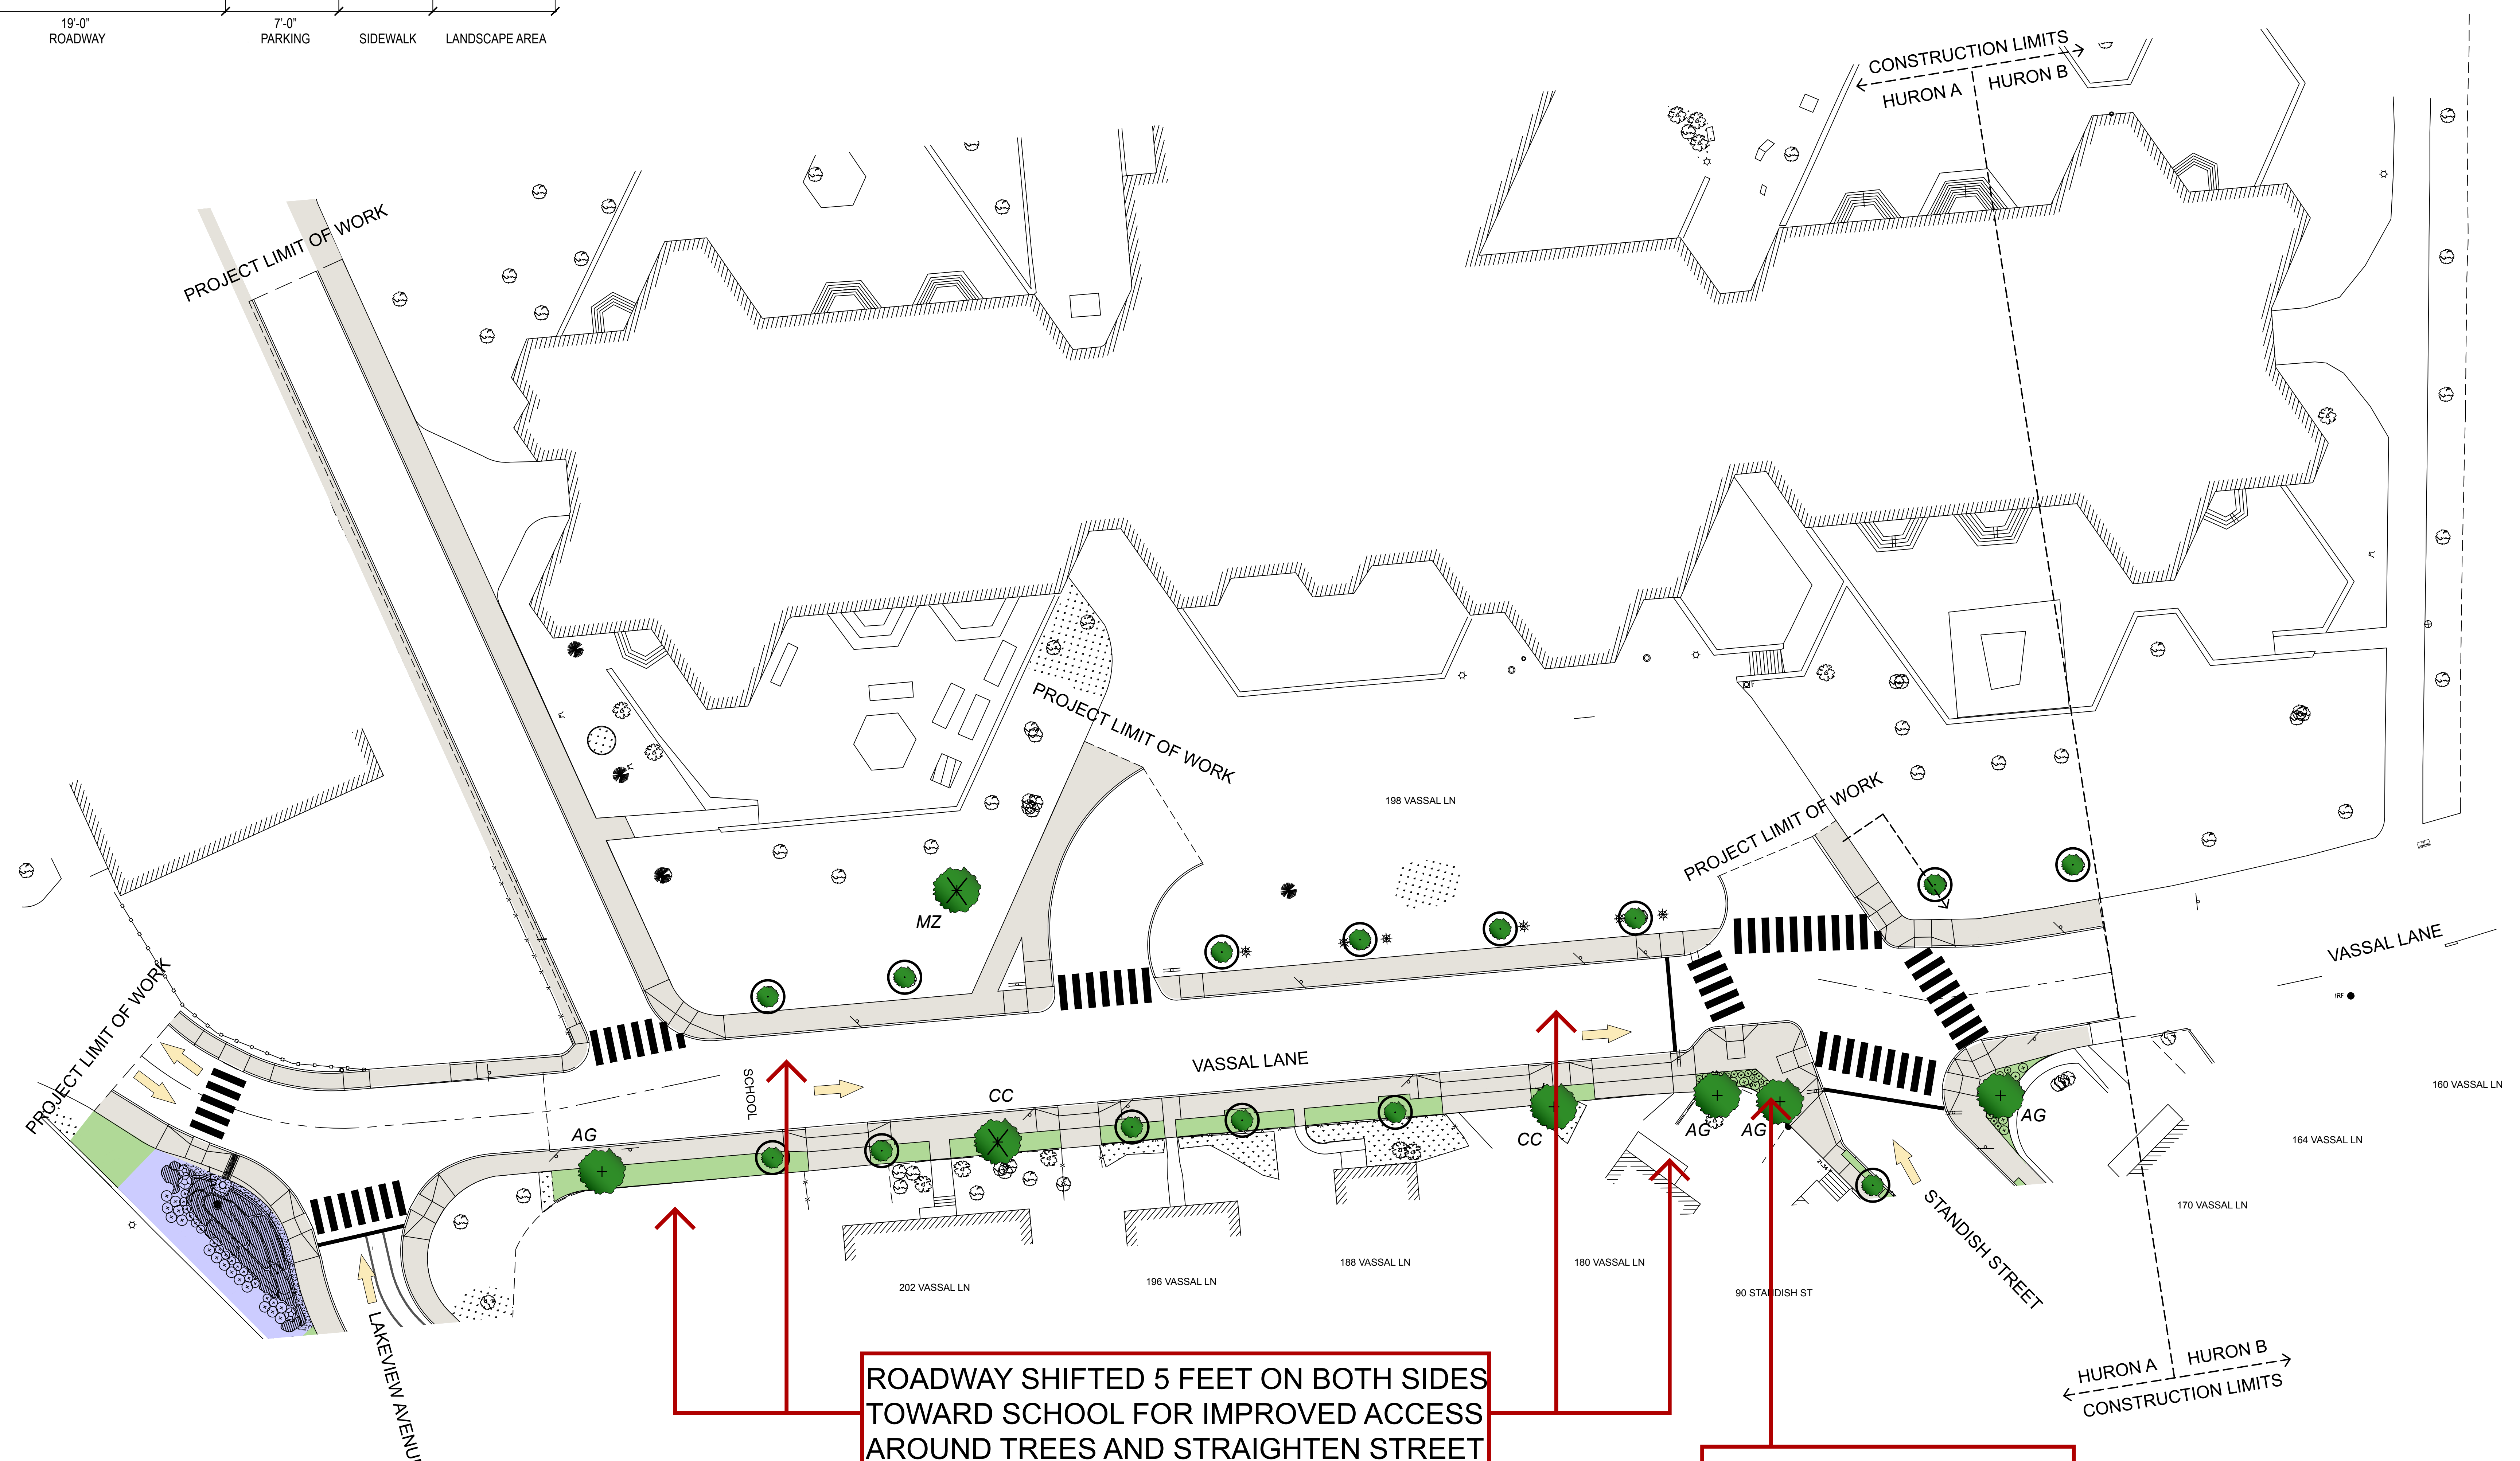 19'-0"
ROADWAY
7'-0"
PARKING
SIDEWALK
LANDSCAPE AREA
CONSTRUCTION LIMITS
HURON A
HURON B
PROJECT LIMIT OF WORK
PROJECT LIMIT OF WORK
198 VASSAL LN
PROJECT LIMIT OF WORK
MZ
VASSAL LANE
IRF
PROJECT LIMIT OF WORK
VASSAL LANE
SCHOOL
CC
AG
CC
AG
AG
AG
160 VASSAL LN
164 VASSAL LN
170 VASSAL LN
STANDISH STREET
188 VASSAL LN
180 VASSAL LN
196 VASSAL LN
202 VASSAL LN
90 STANDISH ST
LAKEVIEW AVENU
HURON A
HURON B
CONSTRUCTION LIMITS
ROADWAY SHIFTED 5 FEET ON BOTH SIDES
TOWARD SCHOOL FOR IMPROVED ACCESS
AROUND TREES AND STRAIGHTEN STREET